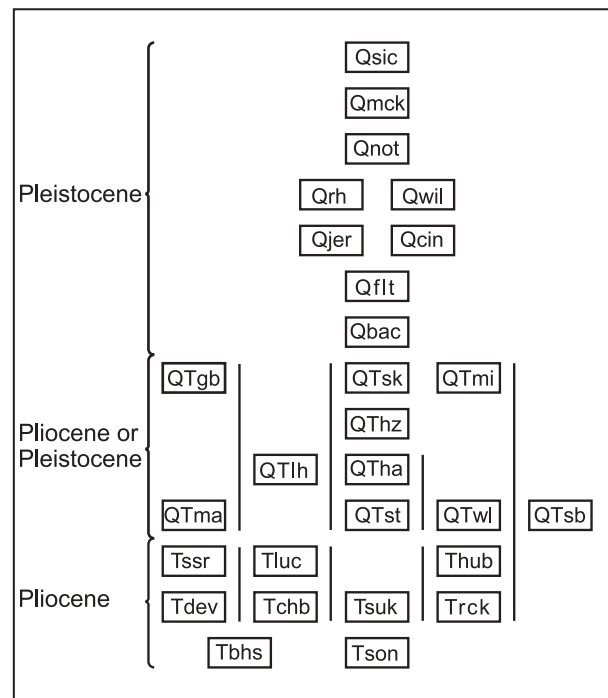 Qsic
Qmck
Qnot
Pleistocene
Qrh Qwil
Qjer Qcin
Qflt
Qbac
QTgb QTsk QTmi
Pliocene or
Pleistocene
QThz
QTlh QTha
QTma QTst QTwl QTsb
Tssr Tluc Thub
Pliocene
Tdev Tchb Tsuk Trck
Tbhs Tson